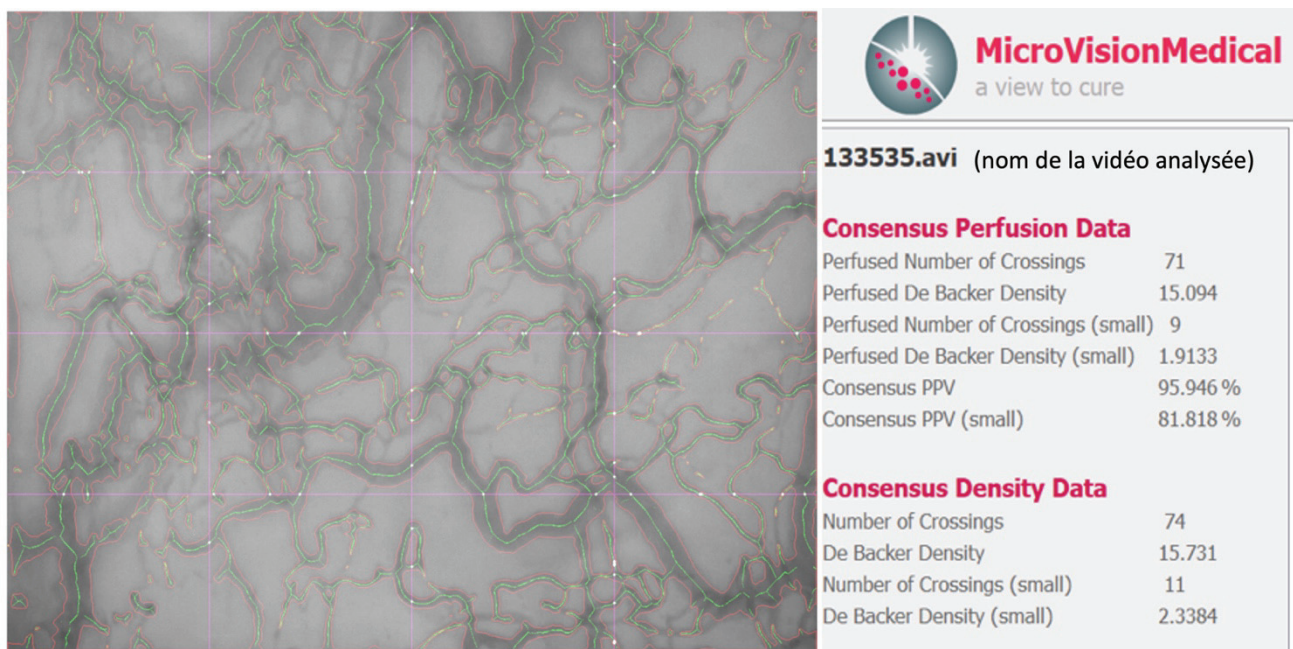 MicroVisionMedical
a view to cure
133535.avi (nom de la vidéo analysée)
Consensus Perfusion Data
Perfused Number of Crossings 71
Perfused De Backer Density 15.094
Perfused Number of Crossings (small) 9
Perfused De Backer Density (small) 1.9133
Consensus PPV 95.946 %
Consensus PPV (small) 81.818 %
Consensus Density Data
Number of Crossings 74
De Backer Density 15.731
Number of Crossings (small) 11
De Backer Density (small) 2.3384